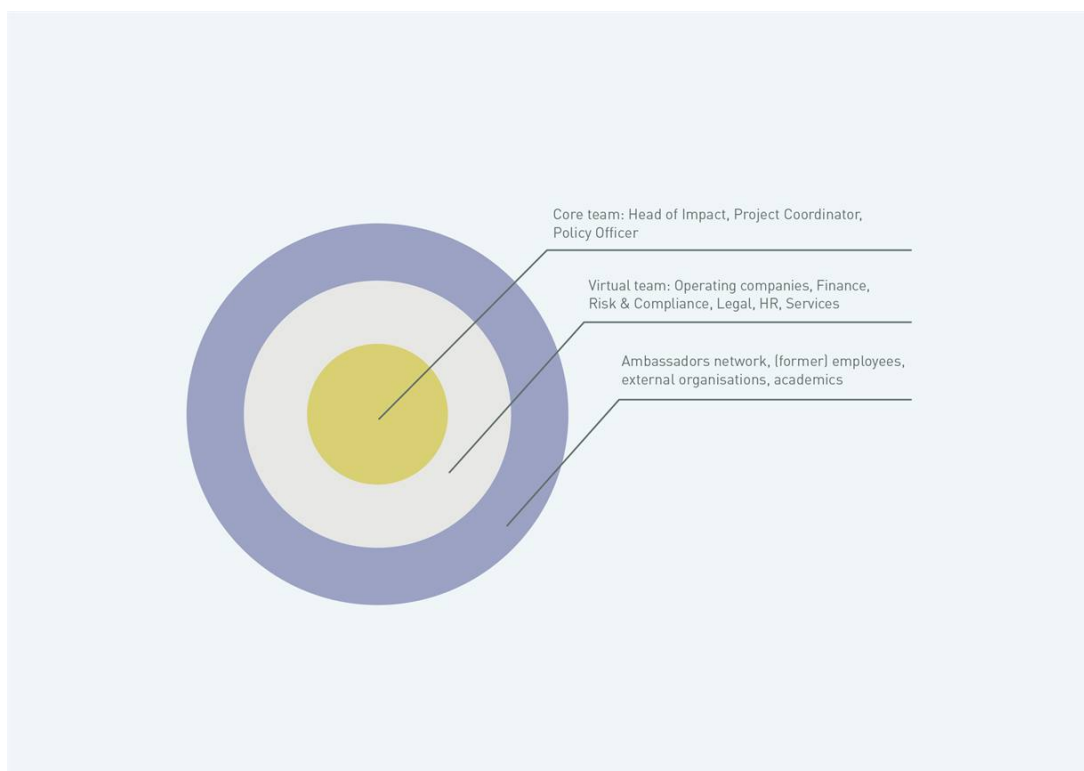 Core team: Head of Impact, Project Coordinator,
Policy Officer
Virtual team: Operating companies, Finance,
Risk & Compliance, Legal, HR, Services
Ambassadors network, (former) employees,
external organisations, academics